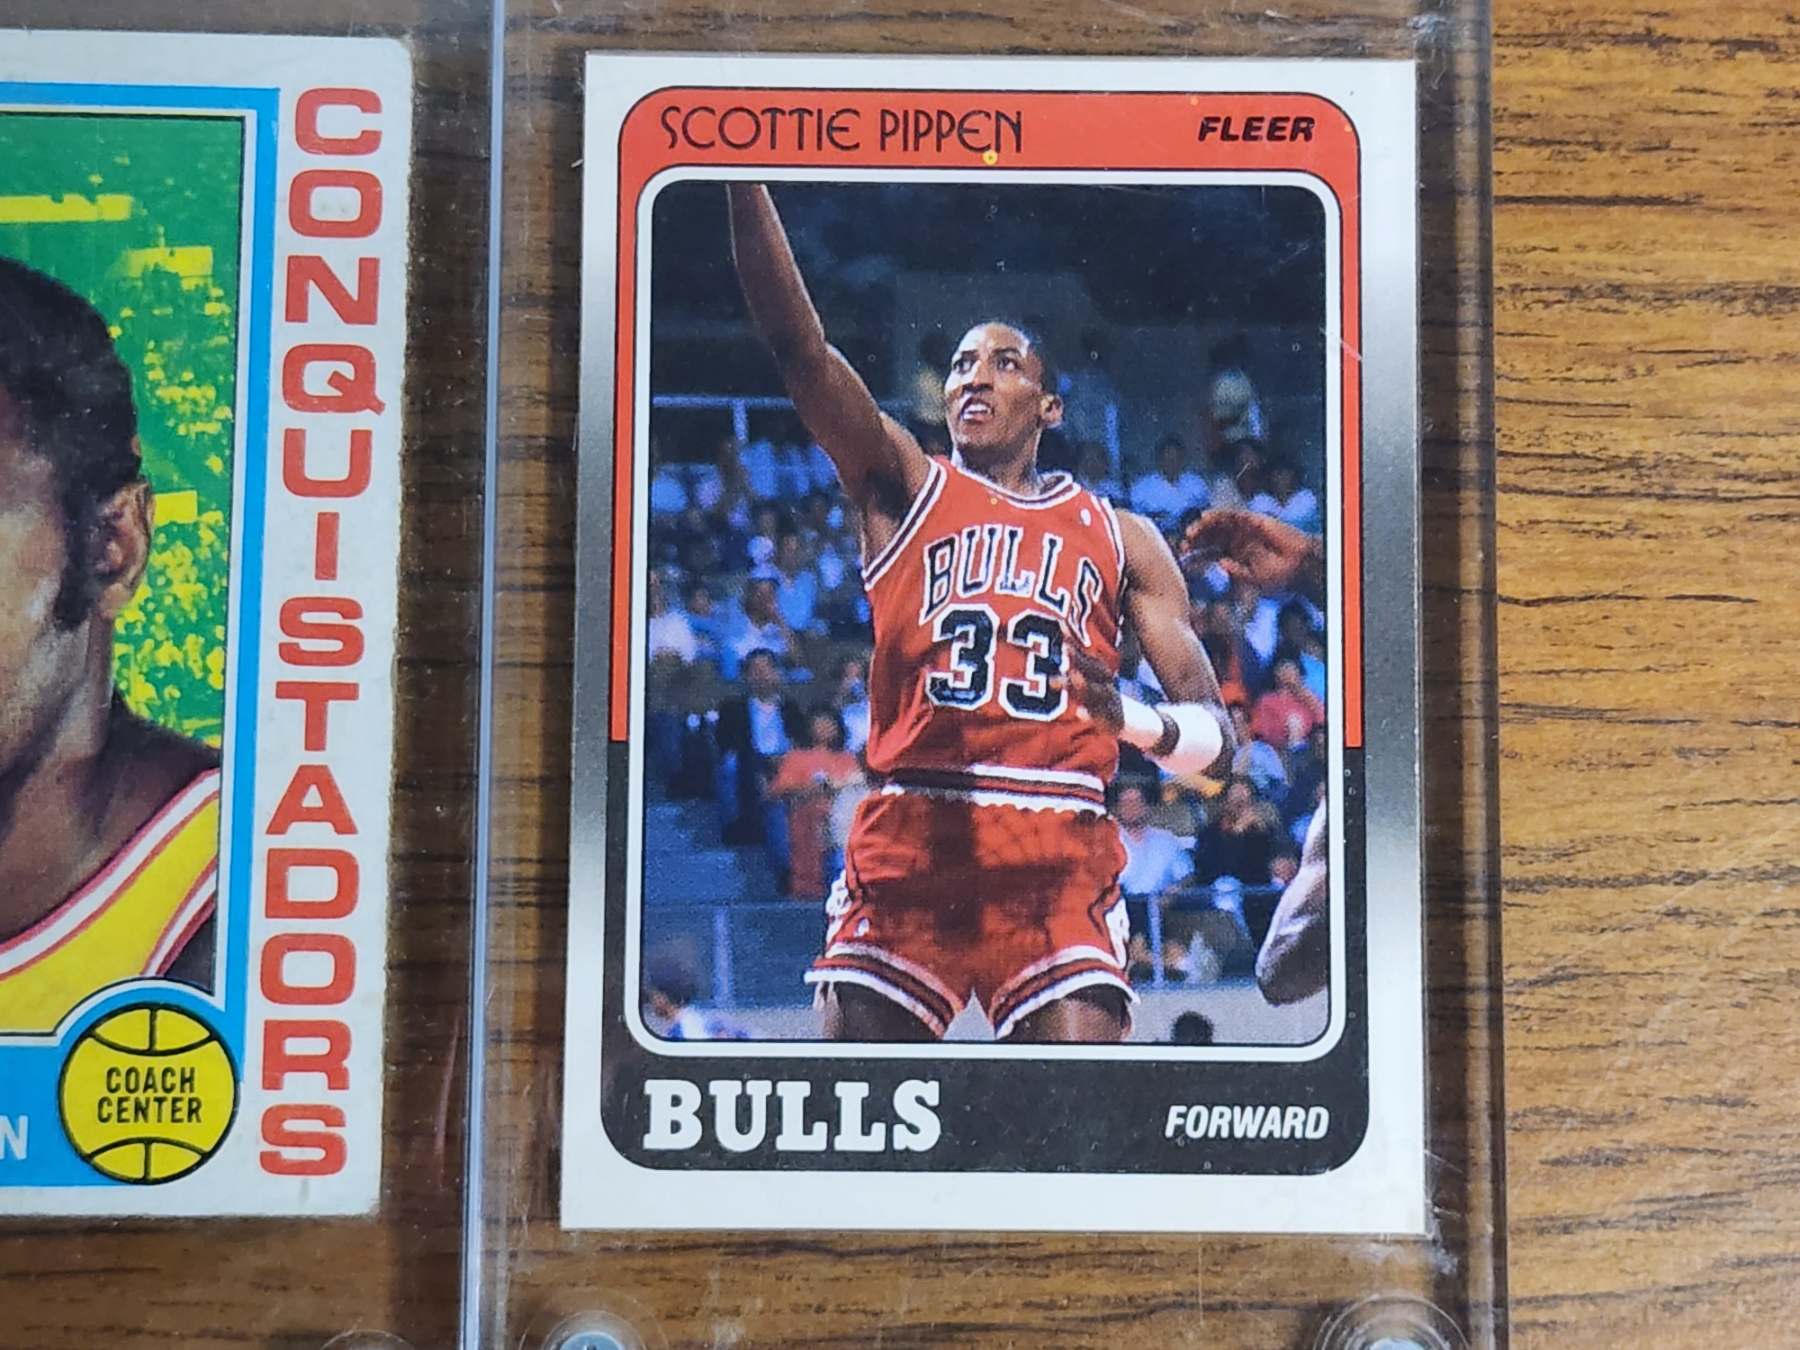 CONQUISTADORS
COACH
CENTER
N
SCOTTIE PIPPEN
FLEER
BULLS
33
BULLS
FORWARD